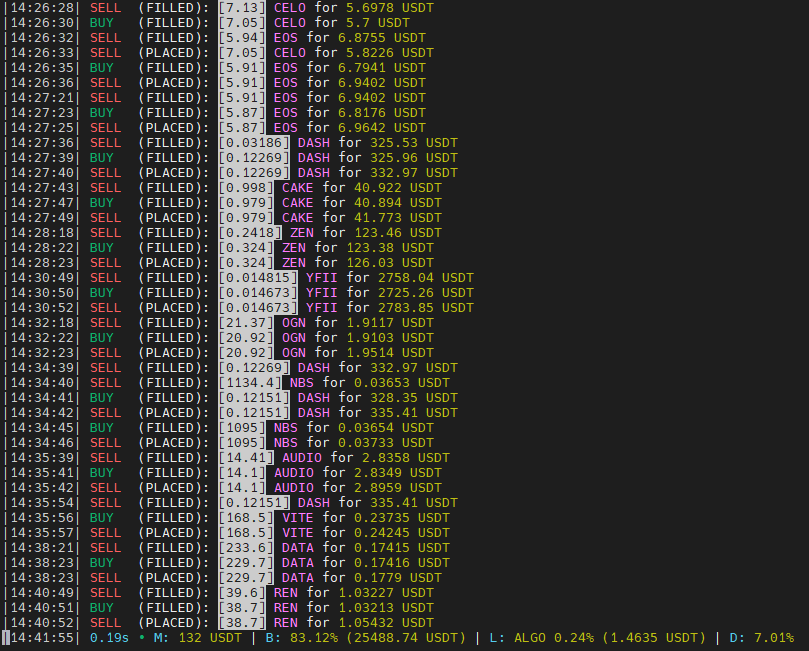 |14:26:28| SELL (FILLED): [7.13] CELO for 5.6978 USDT
|14:26:30| BUY (FILLED): [7.05] CELO for 5.7 USDT
|14:26:32| SELL (FILLED): [5.94] EOS for 6.8755 USDT
|14:26:33| SELL (PLACED): [7.05] CELO for 5.8226 USDT
|14:26:35| BUY (FILLED): [5.91] EOS for 6.7941 USDT
|14:26:36| SELL (PLACED): [5.91] EOS for 6.9402 USDT
|14:27:21| SELL (FILLED): [5.91] EOS for 6.9402 USDT
|14:27:23| BUY (FILLED): [5.87] EOS for 6.8176 USDT
|14:27:25| SELL (PLACED): [5.87] EOS for 6.9642 USDT
|14:27:36| SELL (FILLED): [0.03186] DASH for 325.53 USDT
|14:27:39| BUY (FILLED): [0.12269] DASH for 325.96 USDT
|14:27:40| SELL (PLACED): [0.12269] DASH for 332.97 USDT
|14:27:43| SELL (FILLED): [0.998] CAKE for 40.922 USDT
|14:27:47| BUY (FILLED): [0.979] CAKE for 40.894 USDT
|14:27:49| SELL (PLACED): [0.979] CAKE for 41.773 USDT
|14:28:18| SELL (FILLED): [0.2418] ZEN for 123.46 USDT
|14:28:22| BUY (FILLED): [0.324] ZEN for 123.38 USDT
|14:28:23| SELL (PLACED): [0.324] ZEN for 126.03 USDT
|14:30:49| SELL (FILLED): [0.014815] YFII for 2758.04 USDT
|14:30:50| BUY (FILLED): [0.014673] YFII for 2725.26 USDT
|14:30:52| SELL (PLACED): [0.014673] YFII for 2783.85 USDT
|14:32:18| SELL (FILLED): [21.37] OGN for 1.9117 USDT
|14:32:22| BUY (FILLED): [20.92] OGN for 1.9103 USDT
|14:32:23| SELL (PLACED): [20.92] OGN for 1.9514 USDT
|14:34:39| SELL (FILLED): [0.12269] DASH for 332.97 USDT
|14:34:40| SELL (FILLED): [1134.4] NBS for 0.03653 USDT
|14:34:41| BUY (FILLED): [0.12151] DASH for 328.35 USDT
|14:34:42| SELL (PLACED): [0.12151] DASH for 335.41 USDT
|14:34:45| BUY (FILLED): [1095] NBS for 0.03654 USDT
|14:34:46| SELL (PLACED): [1095] NBS for 0.03733 USDT
|14:35:39| SELL (FILLED): [14.41] AUDIO for 2.8358 USDT
|14:35:41| BUY (FILLED): [14.1] AUDIO for 2.8349 USDT
|14:35:42| SELL (PLACED): [14.1] AUDIO for 2.8959 USDT
|14:35:54| SELL (FILLED): [0.12151] DASH for 335.41 USDT
|14:35:56| BUY (FILLED): [168.5] VITE for 0.23735 USDT
|14:35:57| SELL (PLACED): [168.5] VITE for 0.24245 USDT
|14:38:21| SELL (FILLED): [233.6] DATA for 0.17415 USDT
|14:38:23| BUY (FILLED): [229.7] DATA for 0.17416 USDT
|14:38:23| SELL (PLACED): [229.7] DATA for 0.1779 USDT
|14:40:49| SELL (FILLED): [39.6] REN for 1.03227 USDT
|14:40:51| BUY (FILLED): [38.7] REN for 1.03213 USDT
|14:40:52| SELL (PLACED): [38.7] REN for 1.05432 USDT
|14:41:55| 0.19s • M: 132 USDT | B: 83.12% (25488.74 USDT) | L: ALGO 0.24% (1.4635 USDT) | D: 7.01%